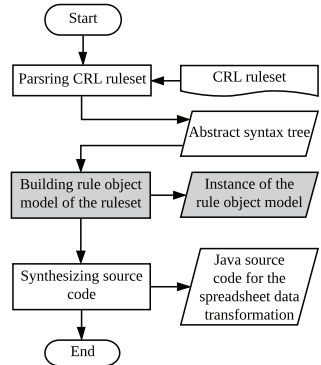 Start
Parsring CRL ruleset
CRL ruleset
Abstract syntax tree
Building rule object
model of the ruleset
Instance of the
rule object model
Synthesizing source
code
Java source
code for the
spreadsheet data
transformation
End